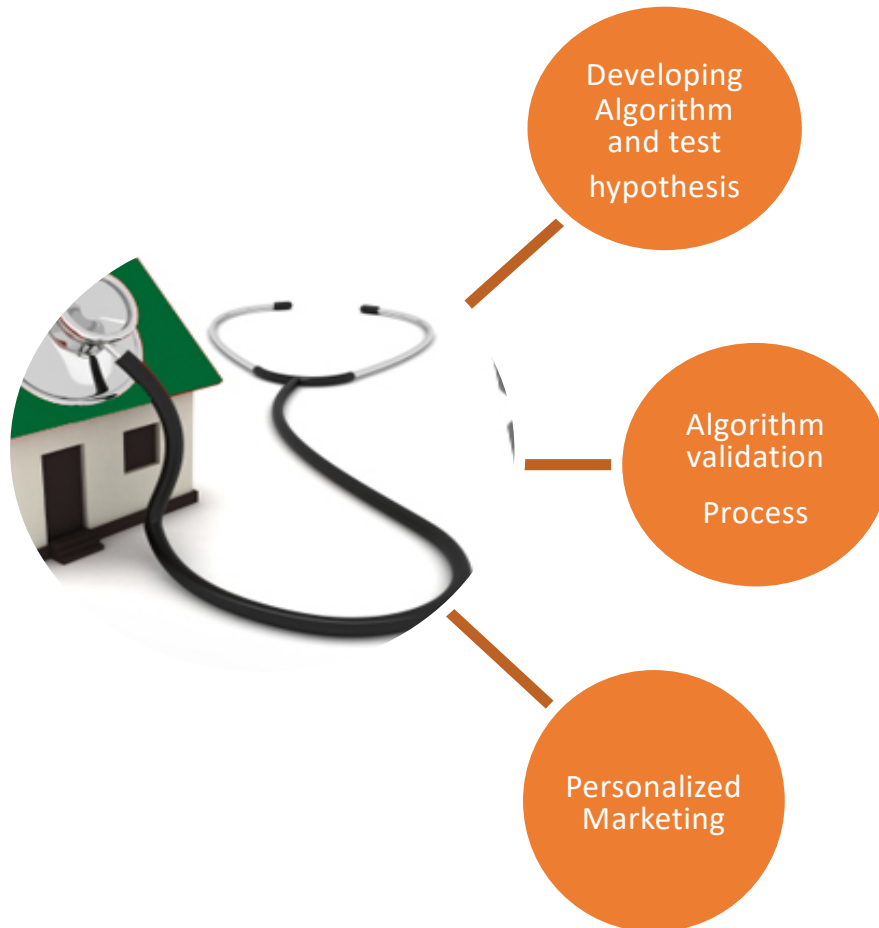 Developing
Algorithm
and test
hypothesis
Algorithm
validation
Process
Personalized
Marketing